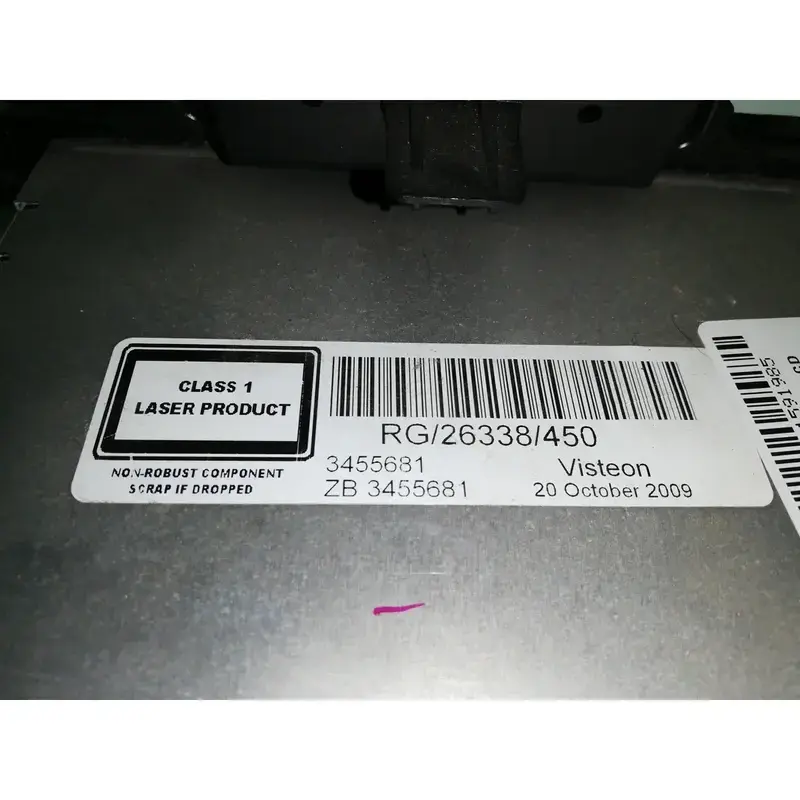 CLASS 1
LASER PRODUCT
NON-ROBUST COMPONENT
SCRAP IF DROPPED
RG/26338/450
3455681
ZB 3455681
Visteon
20 October 2009
591985